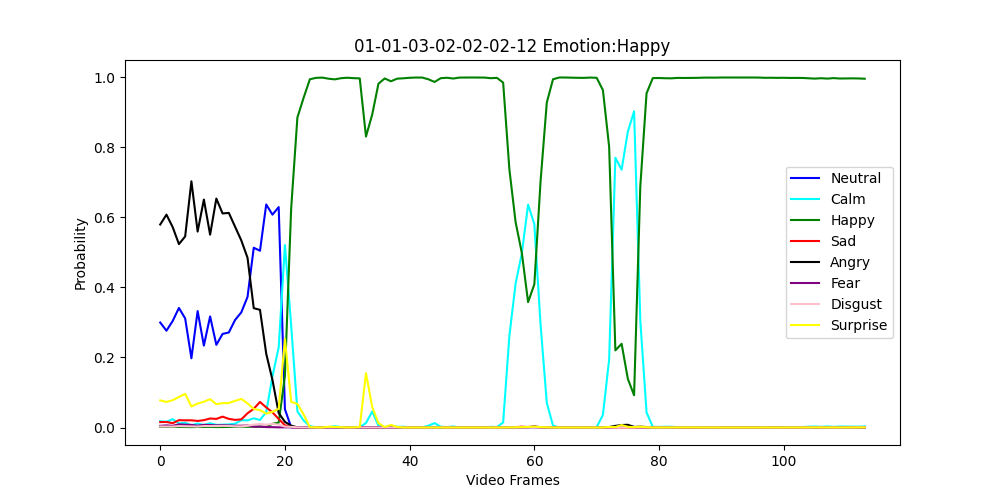 01-01-03-02-02-02-12 Emotion:Happy
Probability
1.0
0.8
0.6
0.4
0.2
0.0
0 20 40 60 80 100
Video Frames
Neutral
Calm
Happy
Sad
Angry
Fear
Disgust
Surprise